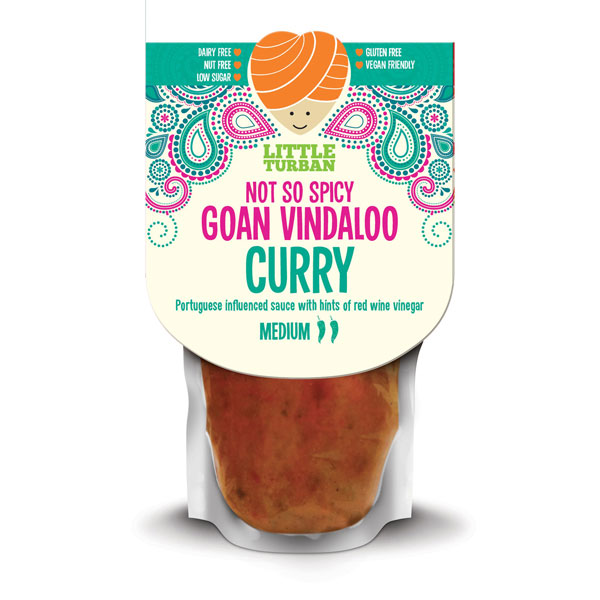 DAIRY FREE
NUT FREE
LOW SUGAR
GLUTEN FREE
VEGAN FRIENDLY
LITTLE
TURBAN
NOT SO SPICY
GOAN VINDALOO
CURRY
Portuguese influenced sauce with hints of red wine vinegar
MEDIUM